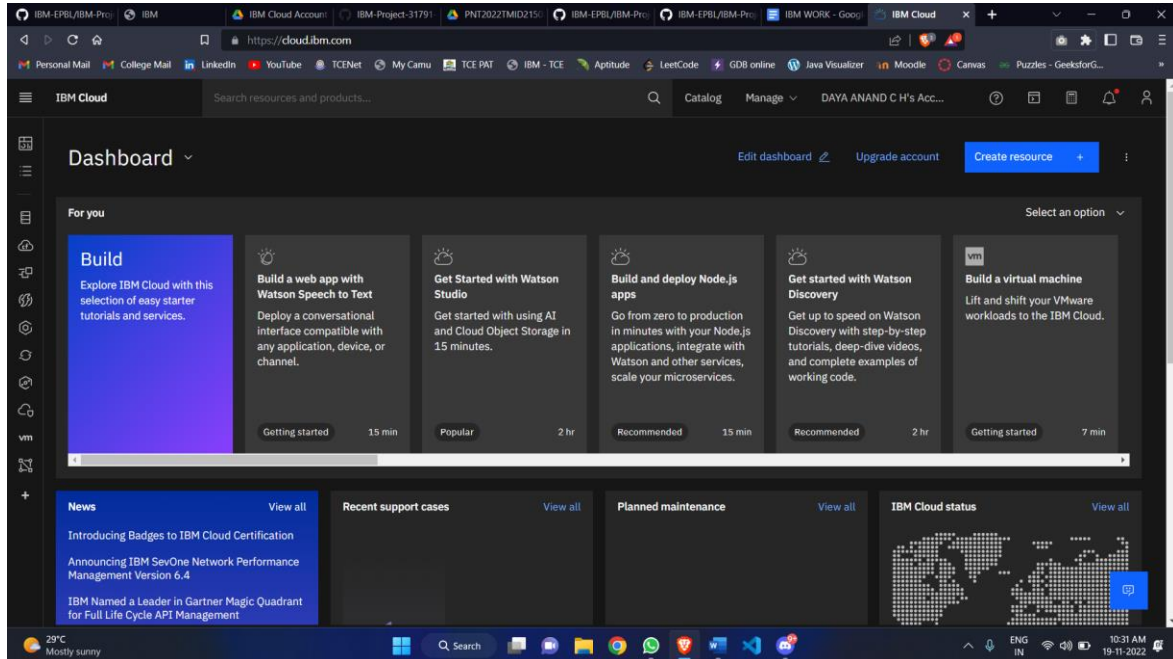 IBM-EPBL/IBM-Proj
IBM
IBM Cloud Account
IBM-Project-31791-
PNT2022TMID2150
IBM-EPBL/IBM-Proj
IBM-EPBL/IBM-Proj
IBM WORK - Googl
IBM Cloud
https://cloud.ibm.com
Personal Mail
College Mail
LinkedIn
YouTube
TCENet
My Camu
TCE PAT
IBM - TCE
Aptitude
LeetCode
GDB online
Java Visualizer
Moodle
Canvas
Puzzles - GeeksforG...
IBM Cloud
Search resources and products...
Catalog
Manage
DAYA ANAND C H's Acc...
Dashboard
Edit dashboard
Upgrade account
Create resource +
For you
Select an option
Build
Explore IBM Cloud with this
selection of easy starter
tutorials and services.
Build a web app with
Watson Speech to Text
Deploy a conversational
interface compatible with
any application, device, or
channel.
Getting started 15 min
Get Started with Watson
Studio
Get started with using AI
and Cloud Object Storage in
15 minutes.
Popular 2 hr
Build and deploy Node.js
apps
Go from zero to production
in minutes with your Node.js
applications, integrate with
Watson and other services,
scale your microservices.
Recommended 15 min
Get started with Watson
Discovery
Get up to speed on Watson
Discovery with step-by-step
tutorials, deep-dive videos,
and complete examples of
working code.
Recommended 2 hr
vm
Build a virtual machine
Lift and shift your VMware
workloads to the IBM Cloud.
Getting started 7 min
vm
News View all
Introducing Badges to IBM Cloud Certification
Announcing IBM SevOne Network Performance
Management Version 6.4
IBM Named a Leader in Gartner Magic Quadrant
for Full Life Cycle API Management
Recent support cases View all
Planned maintenance View all
IBM Cloud status View all
29°C
Mostly sunny
Search
ENG
IN
10:31 AM
19-11-2022